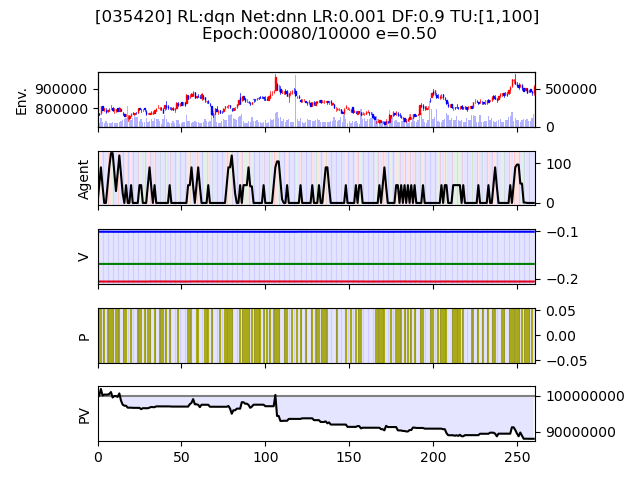 [035420] RL:dqn Net:dnn LR:0.001 DF:0.9 TU:[1,100]
Epoch:00080/10000 e=0.50
Env.
900000
800000
500000
0
Agent
100
0
V
−0.1
−0.2
P
0.05
0.00
−0.05
PV
100000000
90000000
0 50 100 150 200 250